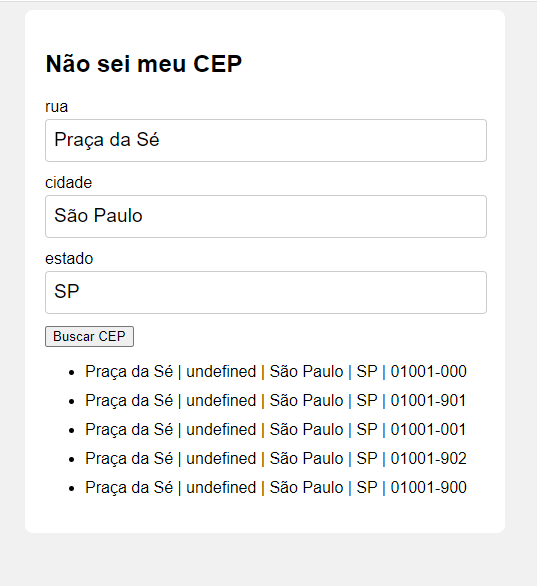 Não sei meu CEP
rua
Praça da Sé
cidade
São Paulo
estado
SP
Buscar CEP
Praça da Sé | undefined | São Paulo | SP | 01001-000
Praça da Sé | undefined | São Paulo | SP | 01001-901
Praça da Sé | undefined | São Paulo | SP | 01001-001
Praça da Sé | undefined | São Paulo | SP | 01001-902
Praça da Sé | undefined | São Paulo | SP | 01001-900